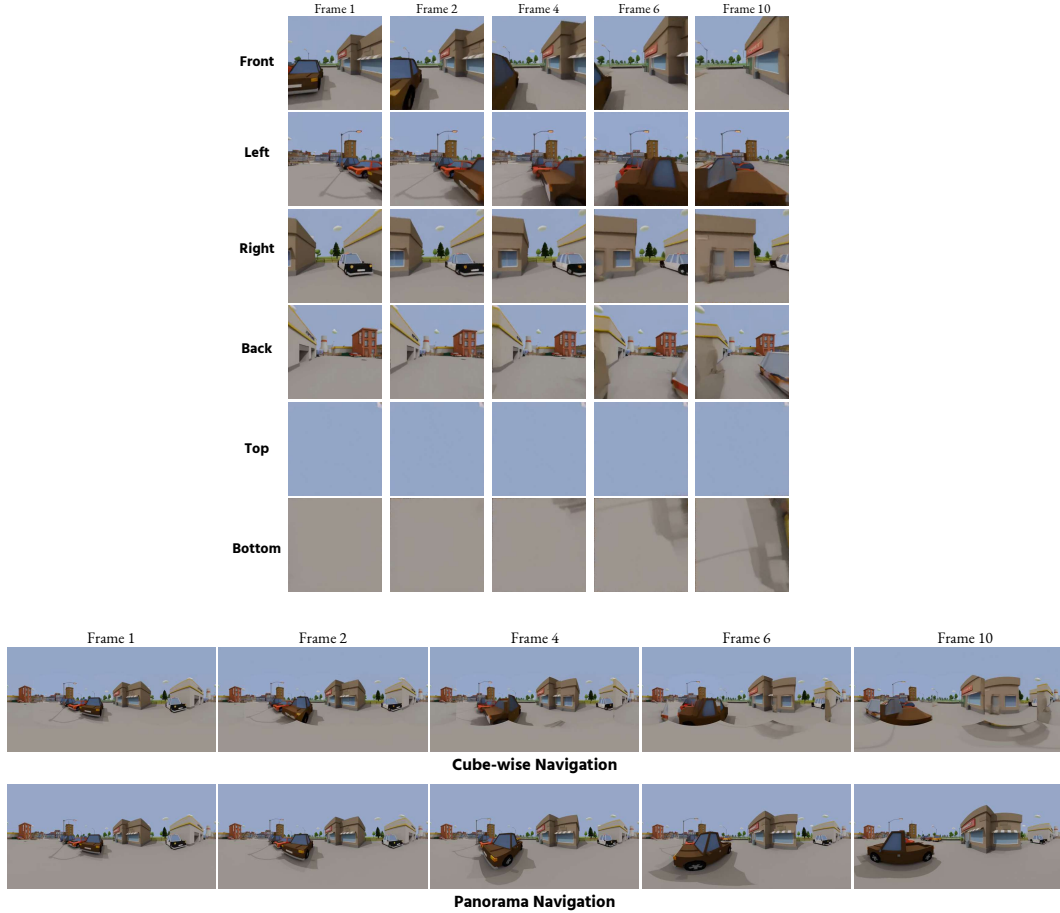 Frame 1 Frame 2 Frame 4 Frame 6 Frame 10
Front
Left
Right
Back
Top
Bottom
Frame 1 Frame 2 Frame 4 Frame 6 Frame 10
Cube-wise Navigation
Panorama Navigation